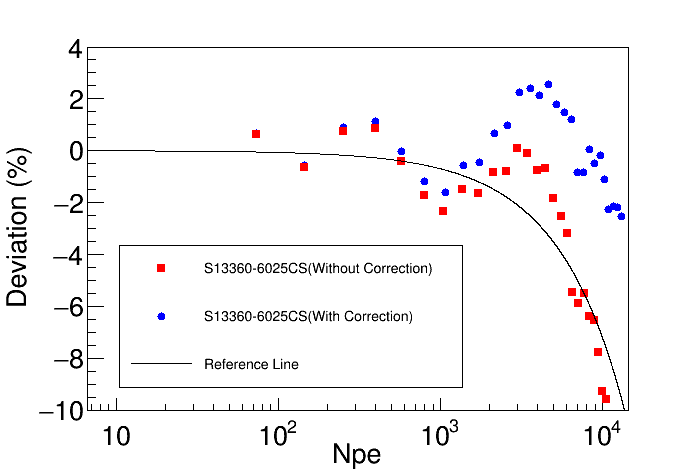 4
2
0
−2
−4
−6
−8
−10
Deviation (%)
S13360-6025CS(Without Correction)
S13360-6025CS(With Correction)
Reference Line
10 10² 10³ 10⁴
Npe